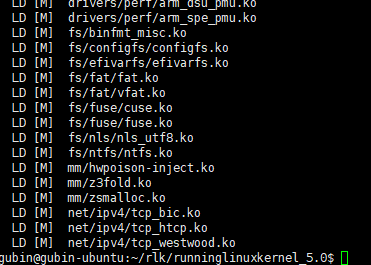 LD [M]  drivers/perf/arm_dsu_pmu.ko
LD [M]  drivers/perf/arm_spe_pmu.ko
LD [M]  fs/binfmt_misc.ko
LD [M]  fs/configfs/configfs.ko
LD [M]  fs/efivarfs/efivarfs.ko
LD [M]  fs/fat/fat.ko
LD [M]  fs/fat/vfat.ko
LD [M]  fs/fuse/cuse.ko
LD [M]  fs/fuse/fuse.ko
LD [M]  fs/nls/nls_utf8.ko
LD [M]  fs/ntfs/ntfs.ko
LD [M]  mm/hwpoison-inject.ko
LD [M]  mm/z3fold.ko
LD [M]  mm/zsmalloc.ko
LD [M]  net/ipv4/tcp_bic.ko
LD [M]  net/ipv4/tcp_htcp.ko
LD [M]  net/ipv4/tcp_westwood.ko
gubin@gubin-ubuntu:~/rlk/runninglinuxkernel_5.0$